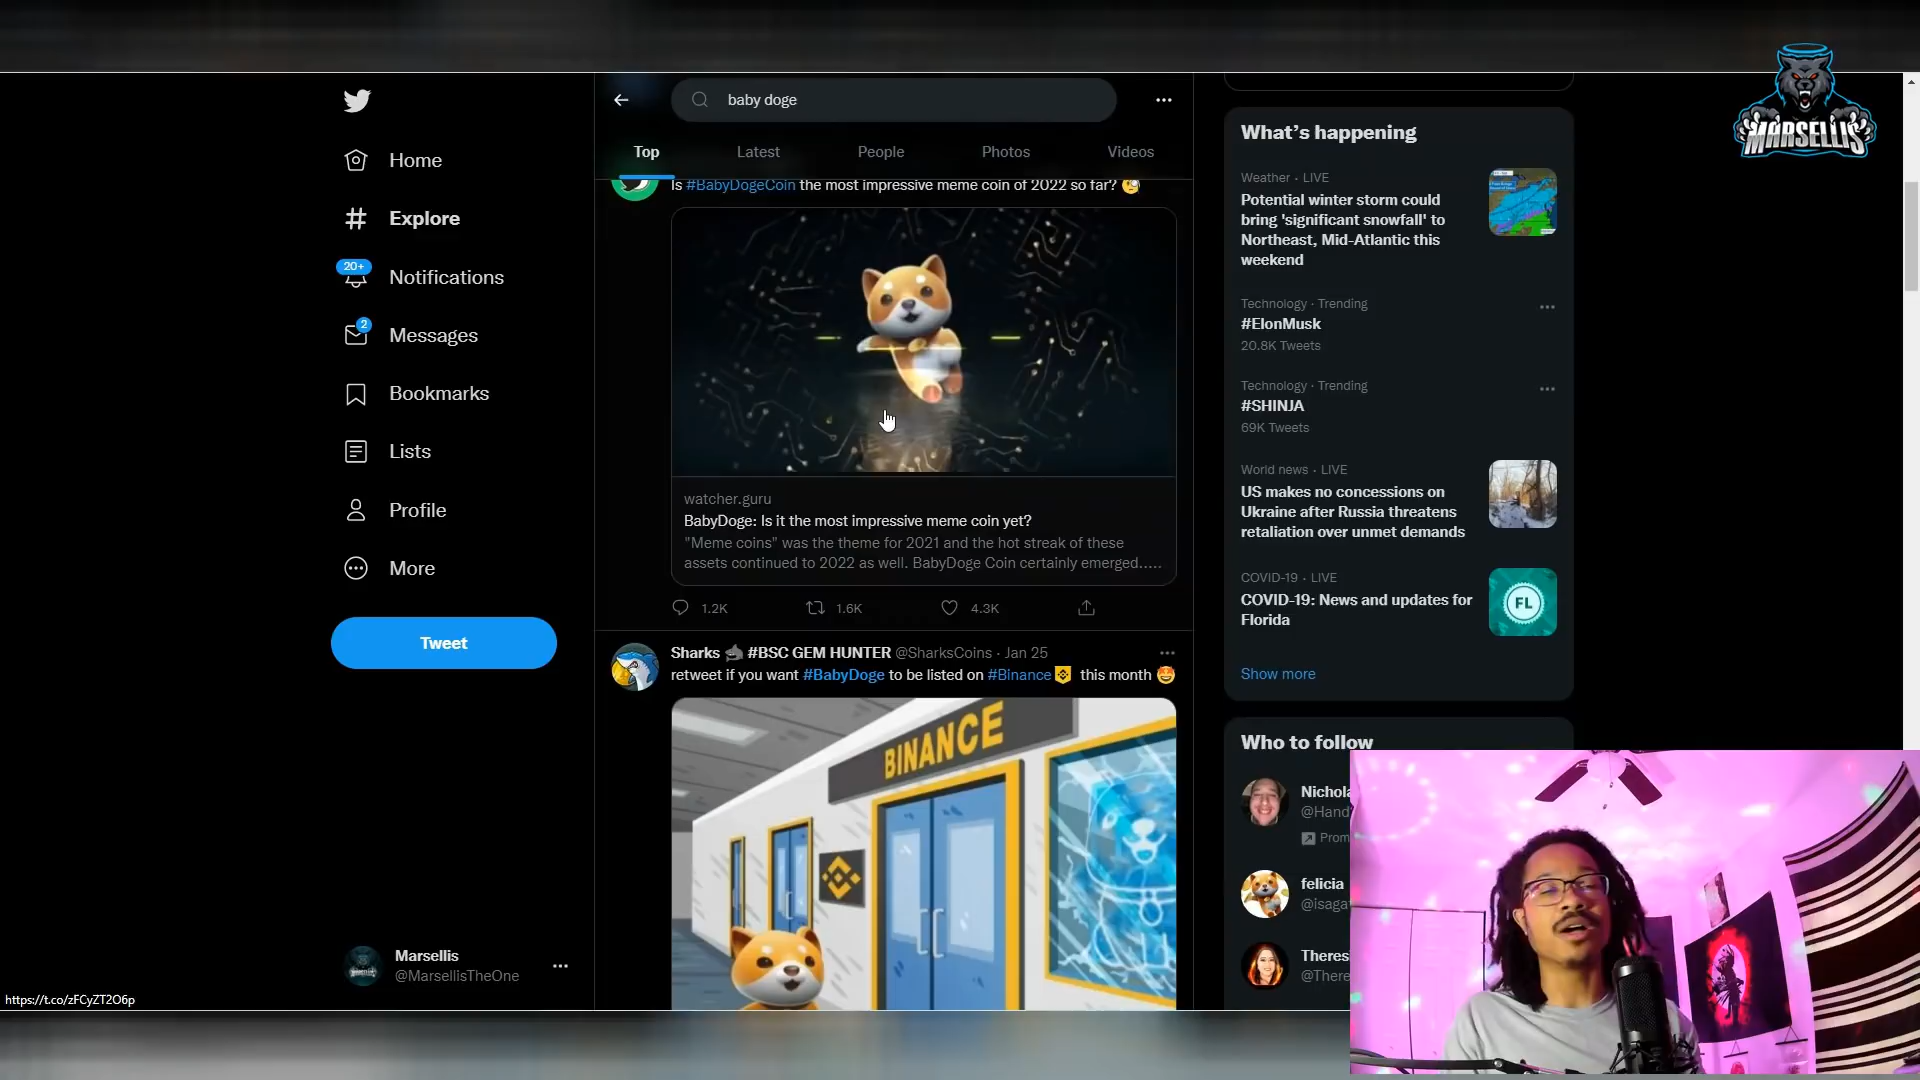 baby doge
Top
Latest
People
Photos
Videos
Home
Explore
20+
Notifications
2
Messages
Bookmarks
Lists
Profile
More
Tweet
Marsellis
@MarsellisTheOne
https://t.co/zFCyZT2O6p
Is #BabyDogeCoin the most impressive meme coin of 2022 so far?
watcher.guru
BabyDoge: Is it the most impressive meme coin yet?
"Meme coins" was the theme for 2021 and the hot streak of these
assets continued to 2022 as well. BabyDoge Coin certainly emerged.....
1.2K
1.6K
4.3K
Sharks #BSC GEM HUNTER @SharksCoins · Jan 25
retweet if you want #BabyDoge to be listed on #Binance this month
BINANCE
What's happening
Weather · LIVE
Potential winter storm could
bring 'significant snowfall' to
Northeast, Mid-Atlantic this
weekend
Technology · Trending
#ElonMusk
20.8K Tweets
Technology · Trending
#SHINJA
69K Tweets
World news · LIVE
US makes no concessions on
Ukraine after Russia threatens
retaliation over unmet demands
COVID-19 · LIVE
COVID-19: News and updates for
Florida
FL
Show more
Who to follow
Nichola
@Hand
Prom
felicia
@isaga
Theres
@There
MARSELLIS